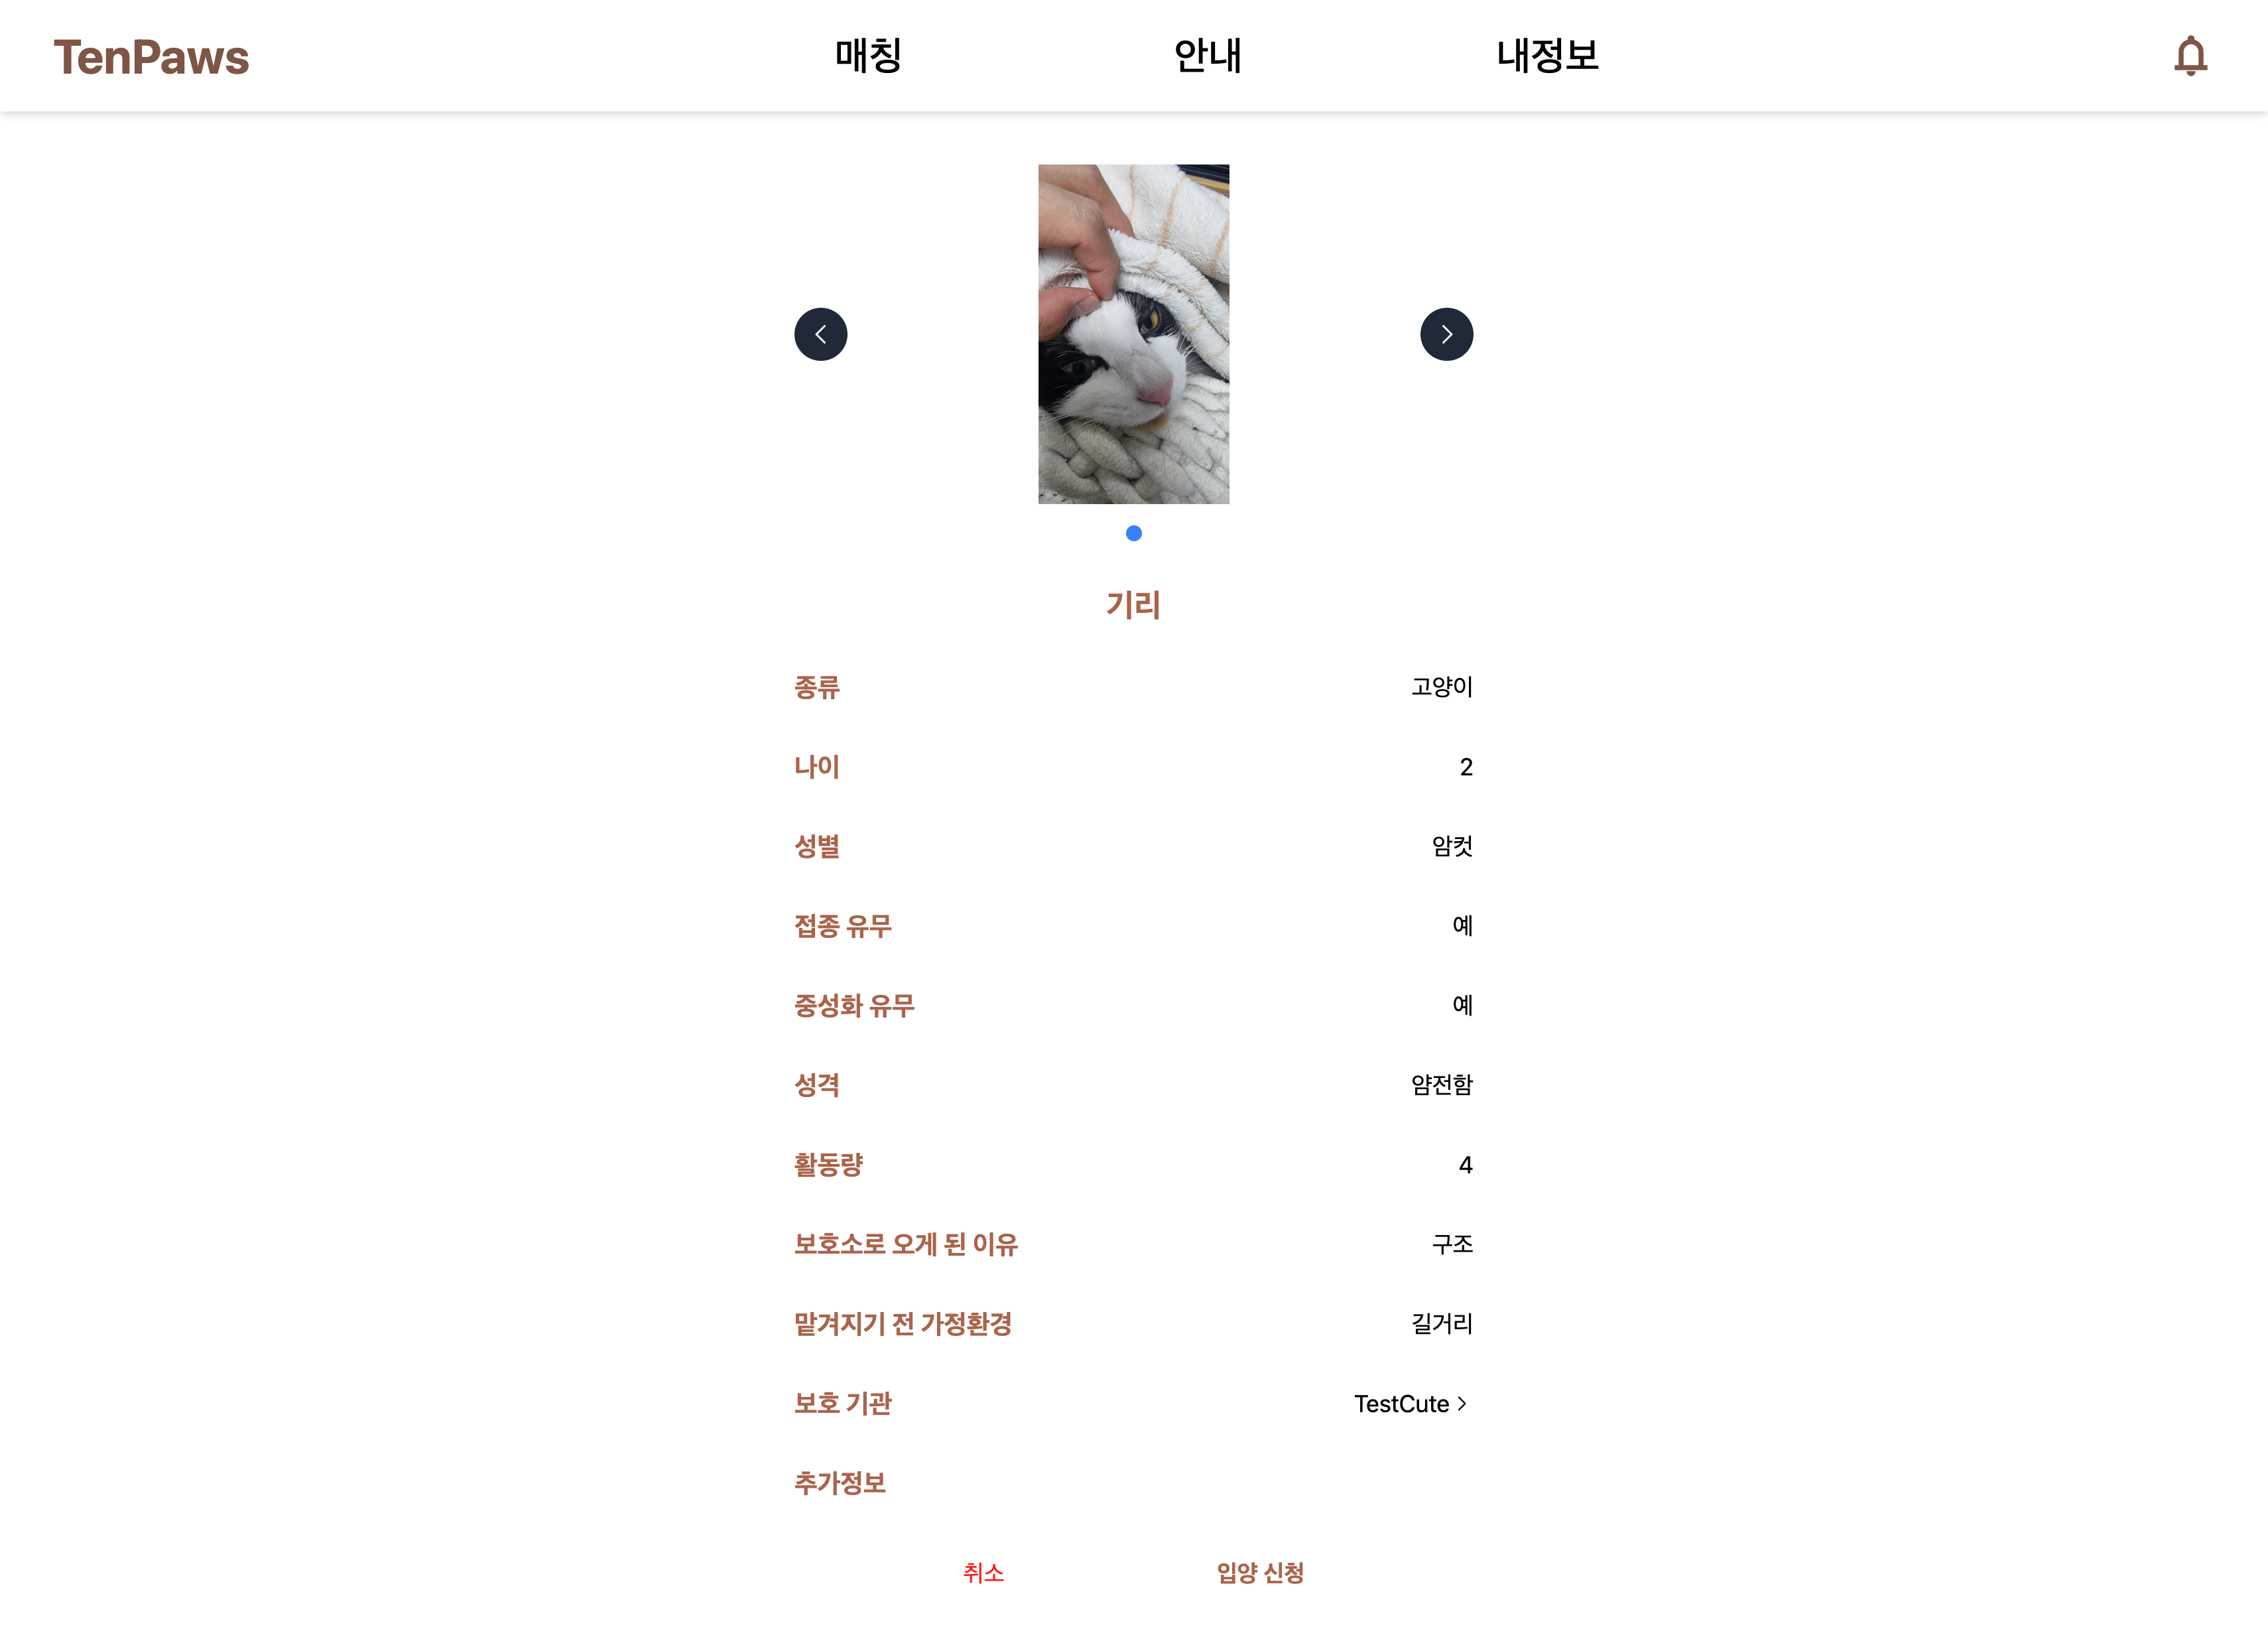 TenPaws 매칭 안내 내정보
기리
종류 고양이
나이 2
성별 암컷
접종 유무 예
중성화 유무 예
성격 얌전함
활동량 4
보호소로 오게 된 이유 구조
맡겨지기 전 가정환경 길거리
보호 기관 TestCute
추가정보
취소 입양 신청